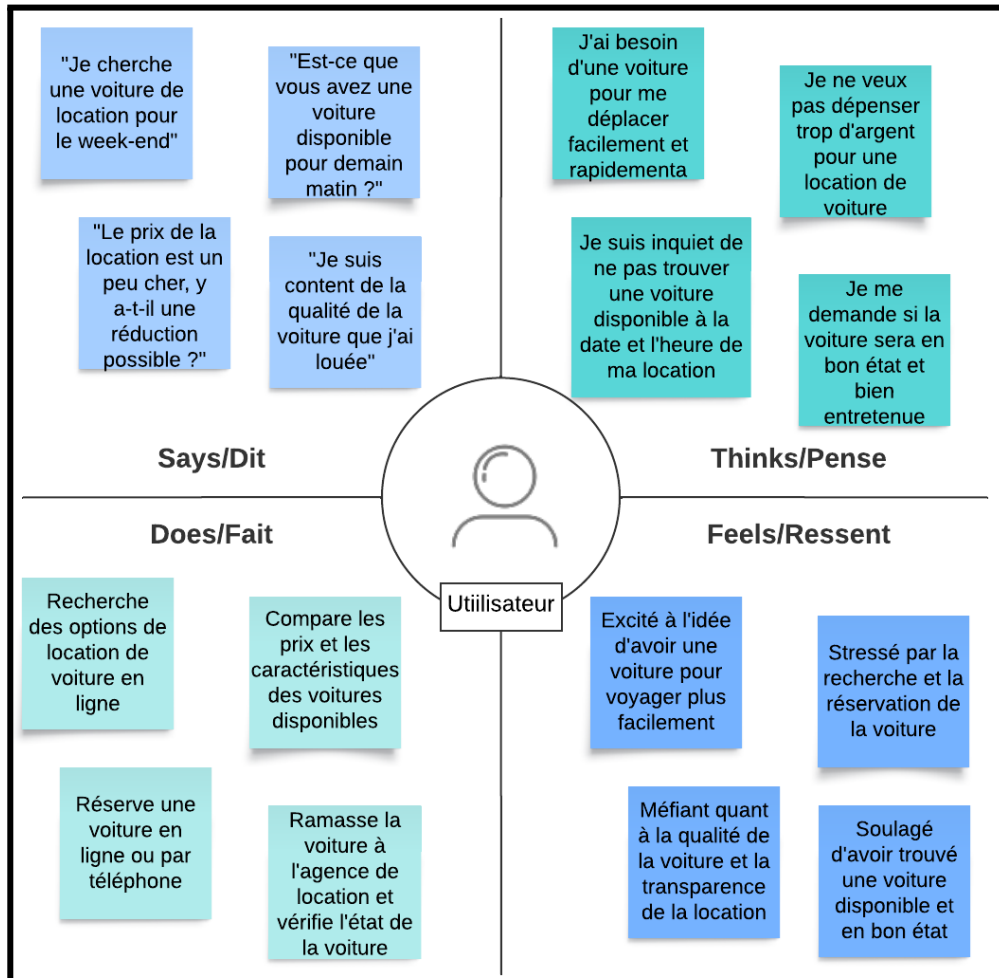 "Je cherche
une voiture de
location pour
le week-end"
"Est-ce que
vous avez une
voiture
disponible
pour demain
matin ?"
"Le prix de la
location est un
peu cher, y
a-t-il une
réduction
possible ?"
"Je suis
content de la
qualité de la
voiture que j'ai
louée"
Says/Dit
J'ai besoin
d'une voiture
pour me
déplacer
facilement et
rapidementa
Je ne veux
pas dépenser
trop d'argent
pour une
location de
voiture
Je suis inquiet de
ne pas trouver
une voiture
disponible à la
date et l'heure de
ma location
Je me
demande si la
voiture sera en
bon état et
bien
entretenue
Thinks/Pense
Utiilisateur
Does/Fait
Recherche
des options de
location de
voiture en
ligne
Compare les
prix et les
caractéristiques
des voitures
disponibles
Réserve une
voiture en
ligne ou par
téléphone
Ramasse la
voiture à
l'agence de
location et
vérifie l'état de
la voiture
Feels/Ressent
Excité à l'idée
d'avoir une
voiture pour
voyager plus
facilement
Stressé par la
recherche et la
réservation de
la voiture
Méfiant quant
à la qualité de
la voiture et la
transparence
de la location
Soulagé
d'avoir trouvé
une voiture
disponible et
en bon état